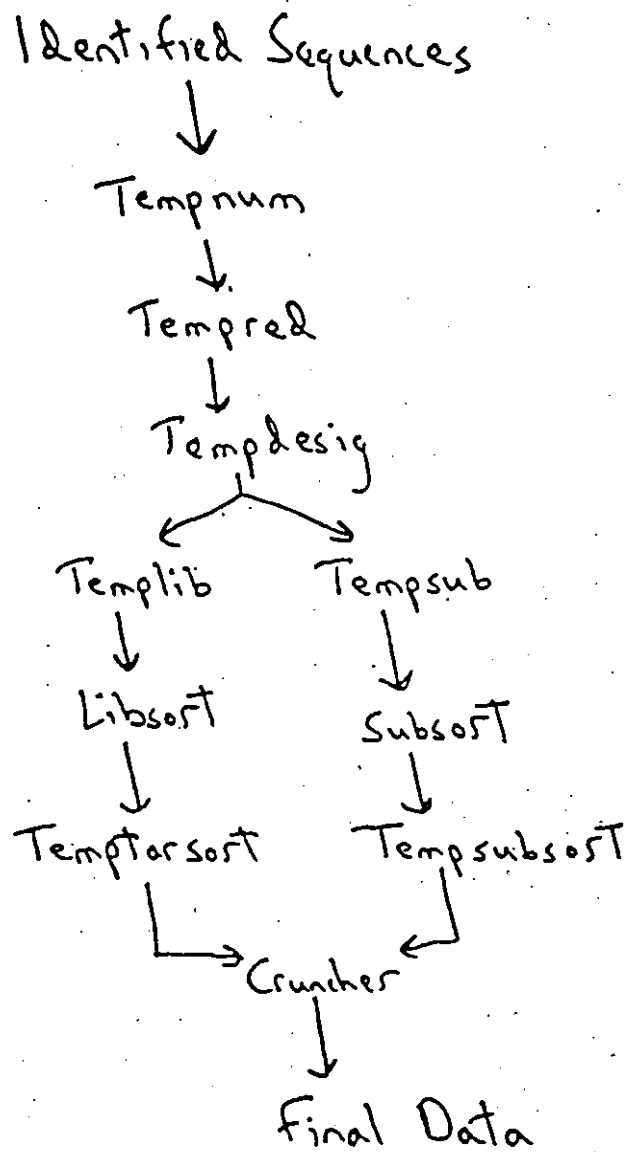 Identified Sequences
Tempnum
Tempred
Tempdesig
Templib Tempsub
Libsort Subsort
Temptarsort Tempsubsort
Cruncher
Final Data